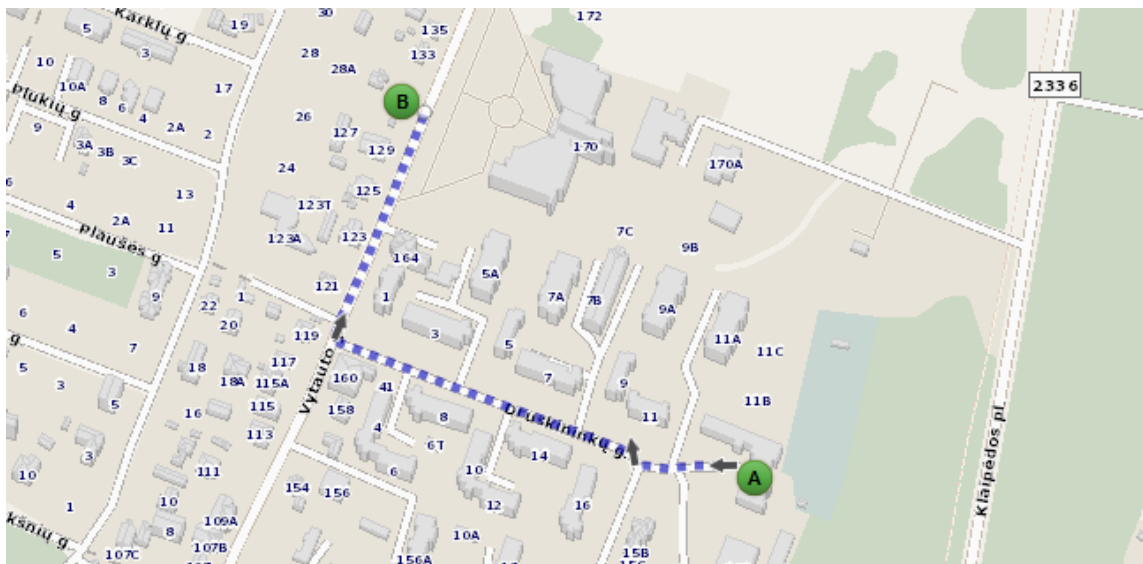 30
172
135
Karklų g.
19
5
3
133
28
28A
10
10A
8
6
4
17
2336
B
Plukių g.
2A
2
26
127
129
170
9
3A
3B
3C
24
170A
4
13
125
123T
2A
11
Plaušės g.
123A
123
7C
9B
164
5
3
5A
121
1
7A
7B
9A
9
22
1
6
20
3
11A
11C
4
7
119
5
g.
117
160
7
9
18
18A
115A
41
11B
5
3
5
Vytauto
16
115
158
8
11
Druskininkų g.
113
4
6T
14
3
10
111
6
10
A
Klaipėdos pl.
154
156
12
16
1
10
109A
kšnių g.
8
10A
107B
107C
156A
15B